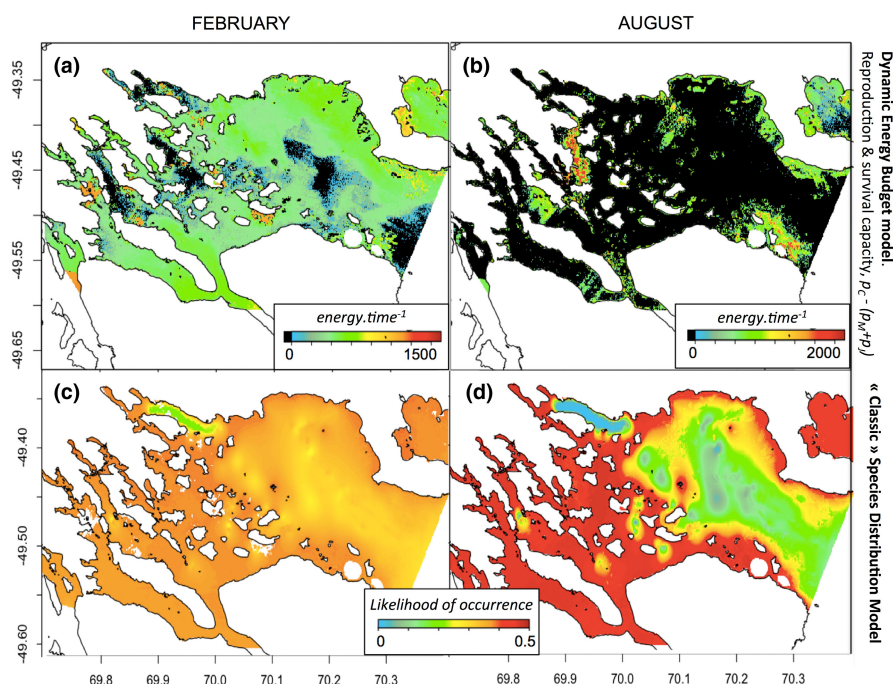 FEBRUARY
AUGUST
(a)
(b)
-49.35
-49.45
-49.55
-49.65
energy.time-1
0
1500
energy.time-1
0
2000
Dynamic Energy Buget model.
Reproduction & survival capacity, pC - (pM+pJ)
(c)
(d)
-49.40
-49.50
-49.60
Likelihood of occurrence
0
0.5
« Classic » Species Distribution Model
69.8
69.9
70.0
70.1
70.2
70.3
69.8
69.9
70.0
70.1
70.2
70.3